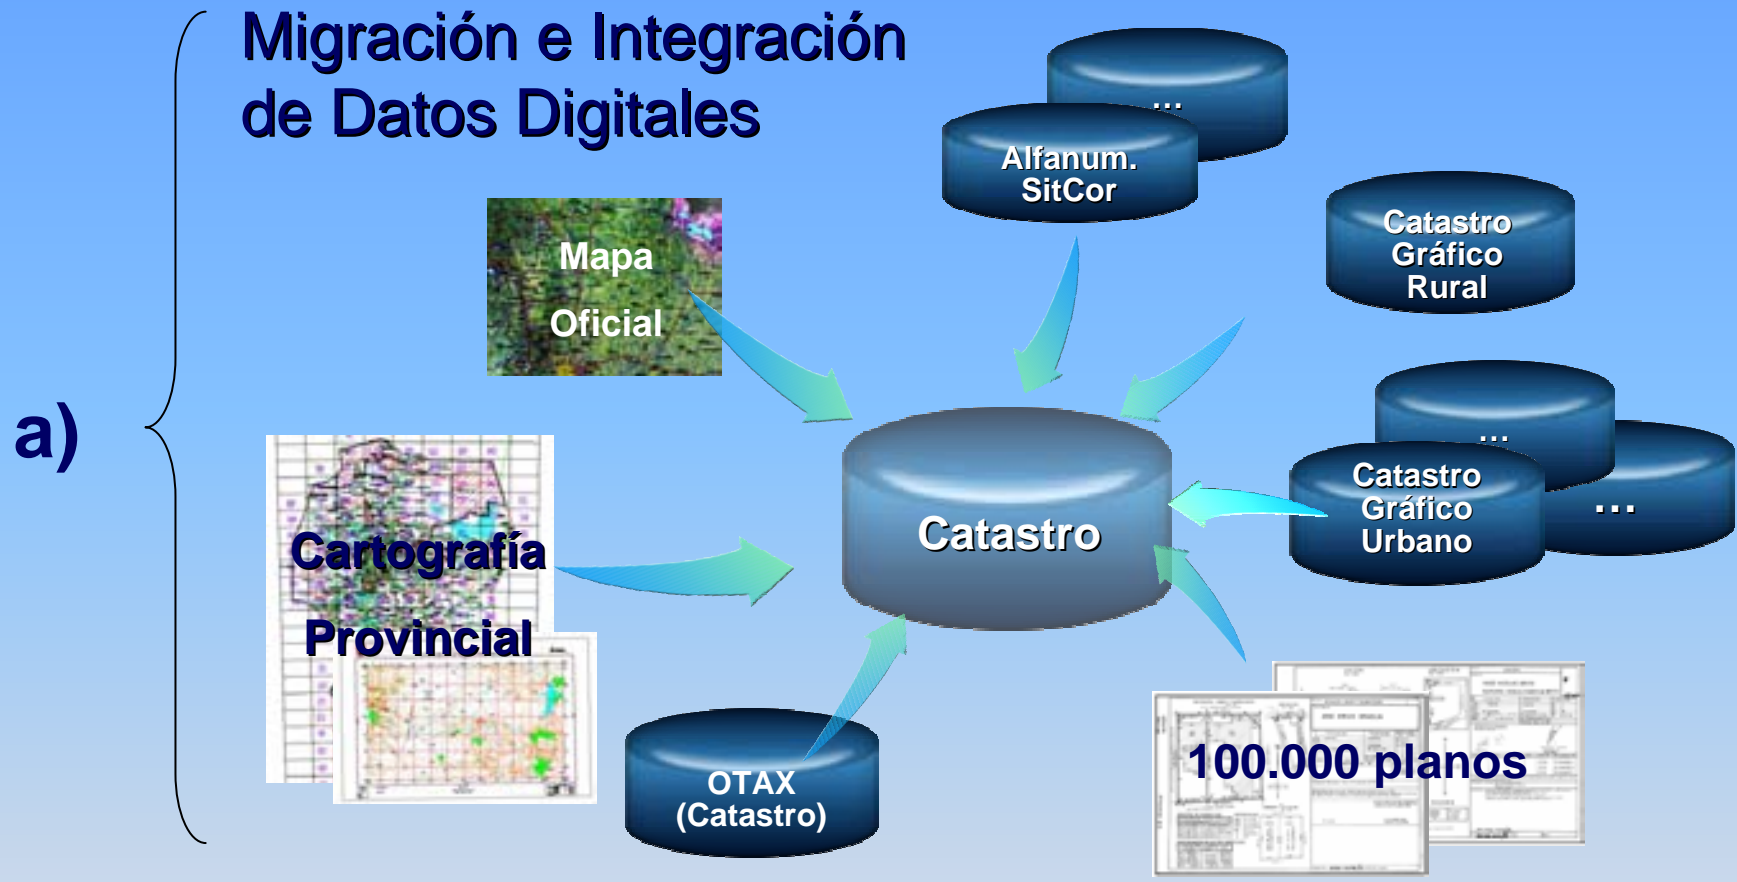 Migración e Integración
de Datos Digitales
a)
...
Alfanum.
SitCor
Catastro
Gráfico
Rural
Mapa
Oficial
...
Catastro
Gráfico
Urbano
...
Catastro
Cartografía
Provincial
OTAX
(Catastro)
100.000 planos